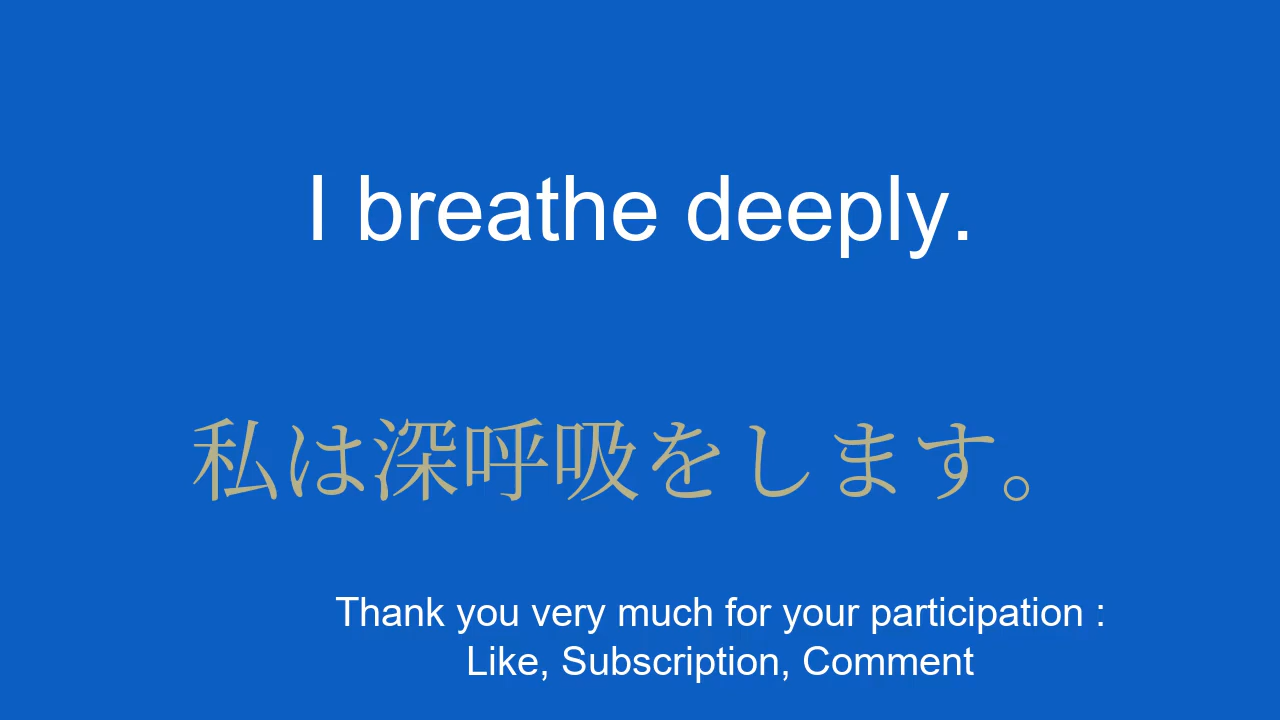 I breathe deeply.
私は深呼吸をします。
Thank you very much for your participation :
Like, Subscription, Comment